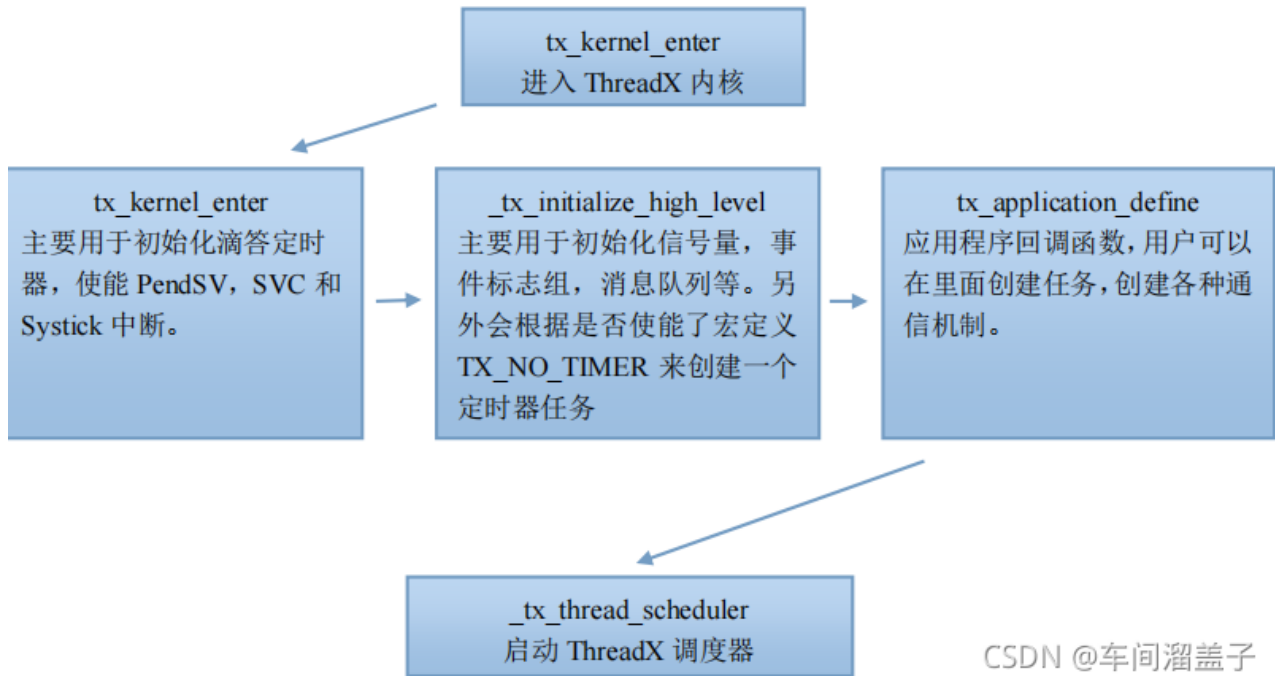 tx_kernel_enter
进入 ThreadX 内核
tx_kernel_enter
主要用于初始化滴答定时
器，使能 PendSV，SVC 和
Systick 中断。
_tx_initialize_high_level
主要用于初始化信号量，事
件标志组，消息队列等。另
外会根据是否使能了宏定义
TX_NO_TIMER 来创建一个
定时器任务
tx_application_define
应用程序回调函数，用户可以
在里面创建任务，创建各种通
信机制。
_tx_thread_scheduler
启动 ThreadX 调度器
CSDN @车间溜盖子